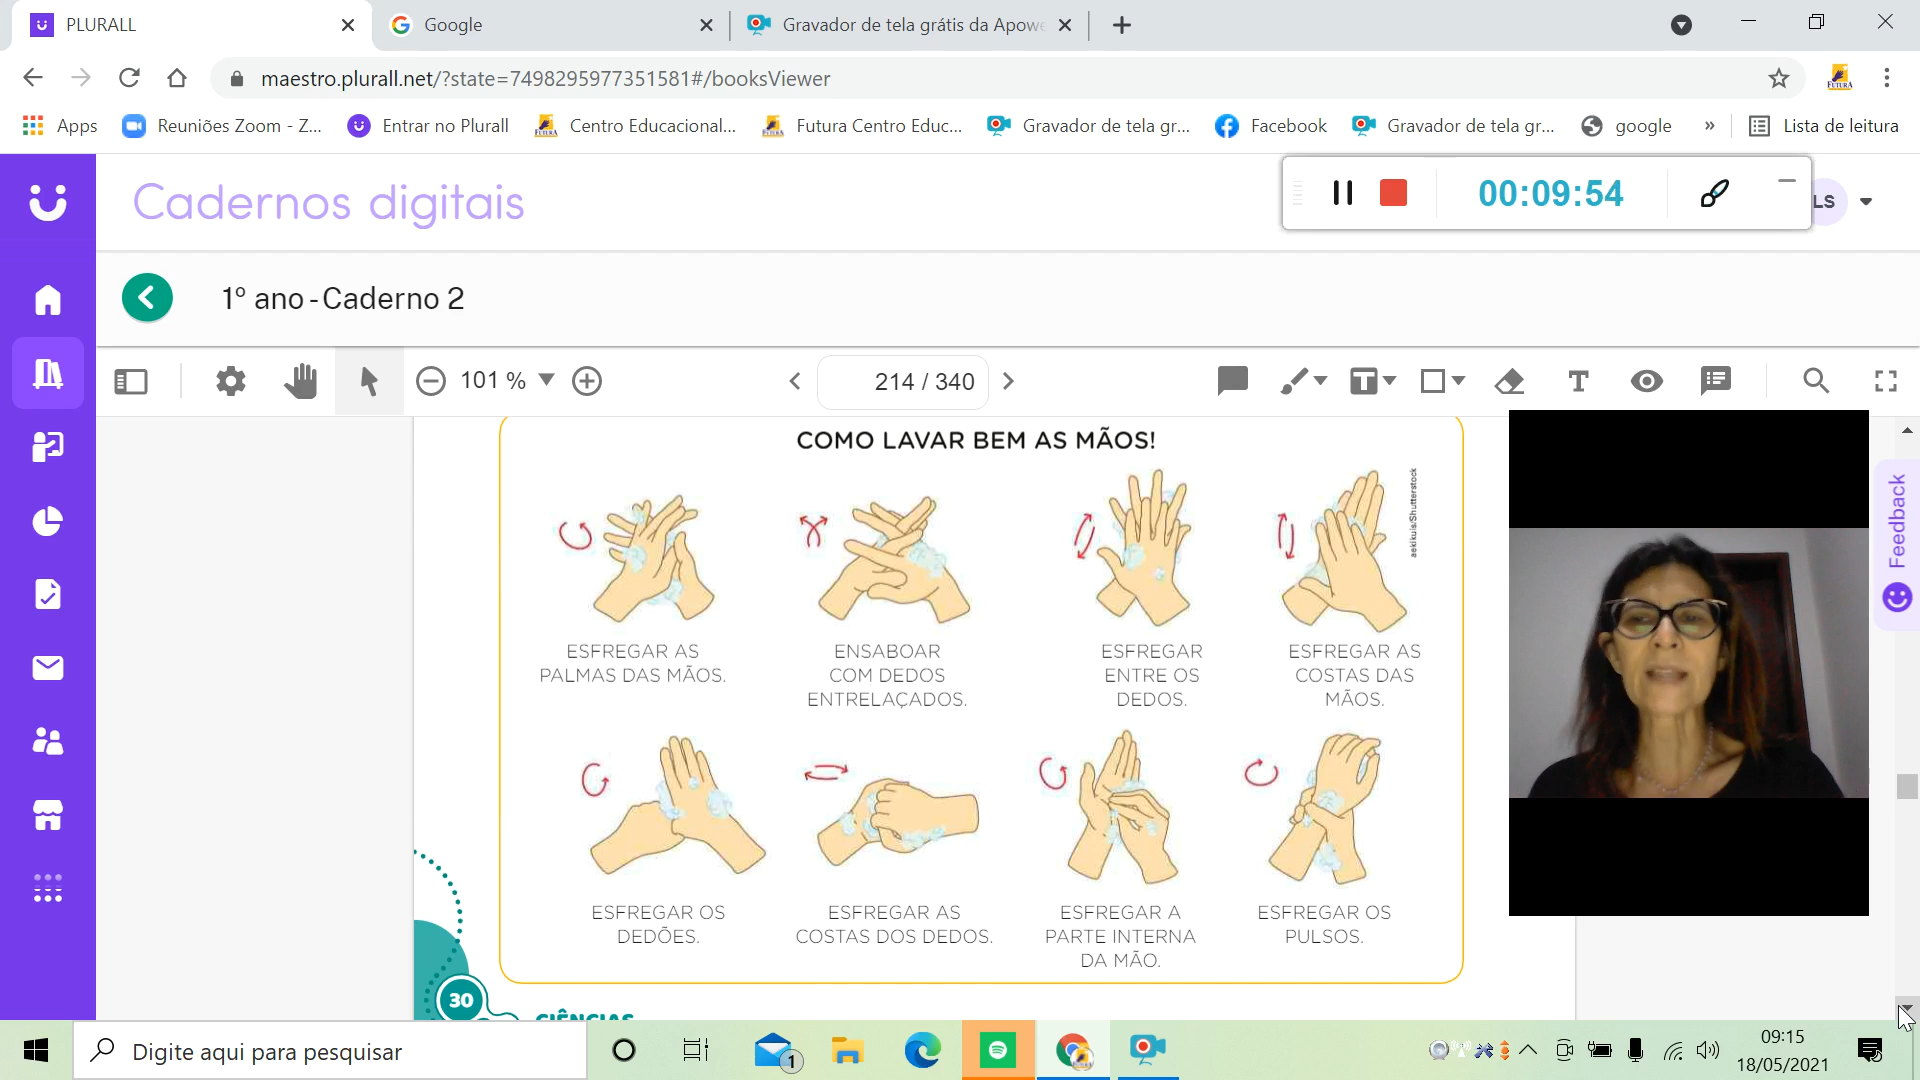 PLURALL
Google
Gravador de tela grátis da Apowe
maestro.plurall.net/?state=7498295977351581#/booksViewer
FUTURA
Apps
Reuniões Zoom - Z...
Entrar no Plurall
Centro Educacional...
Futura Centro Educ...
Gravador de tela gr...
Facebook
Gravador de tela gr...
google
»
Lista de leitura
Cadernos digitais
00:09:54
LS
1º ano - Caderno 2
101 %
214 / 340
COMO LAVAR BEM AS MÃOS!
aekikuis/Shutterstock
Feedback
ESFREGAR AS
PALMAS DAS MÃOS.
ENSABOAR
COM DEDOS
ENTRELAÇADOS.
ESFREGAR
ENTRE OS
DEDOS.
ESFREGAR AS
COSTAS DAS
MÃOS.
ESFREGAR OS
DEDÕES.
ESFREGAR AS
COSTAS DOS DEDOS.
ESFREGAR A
PARTE INTERNA
DA MÃO.
ESFREGAR OS
PULSOS.
30
CIÊNCIAS
Digite aqui para pesquisar
1
09:15
18/05/2021